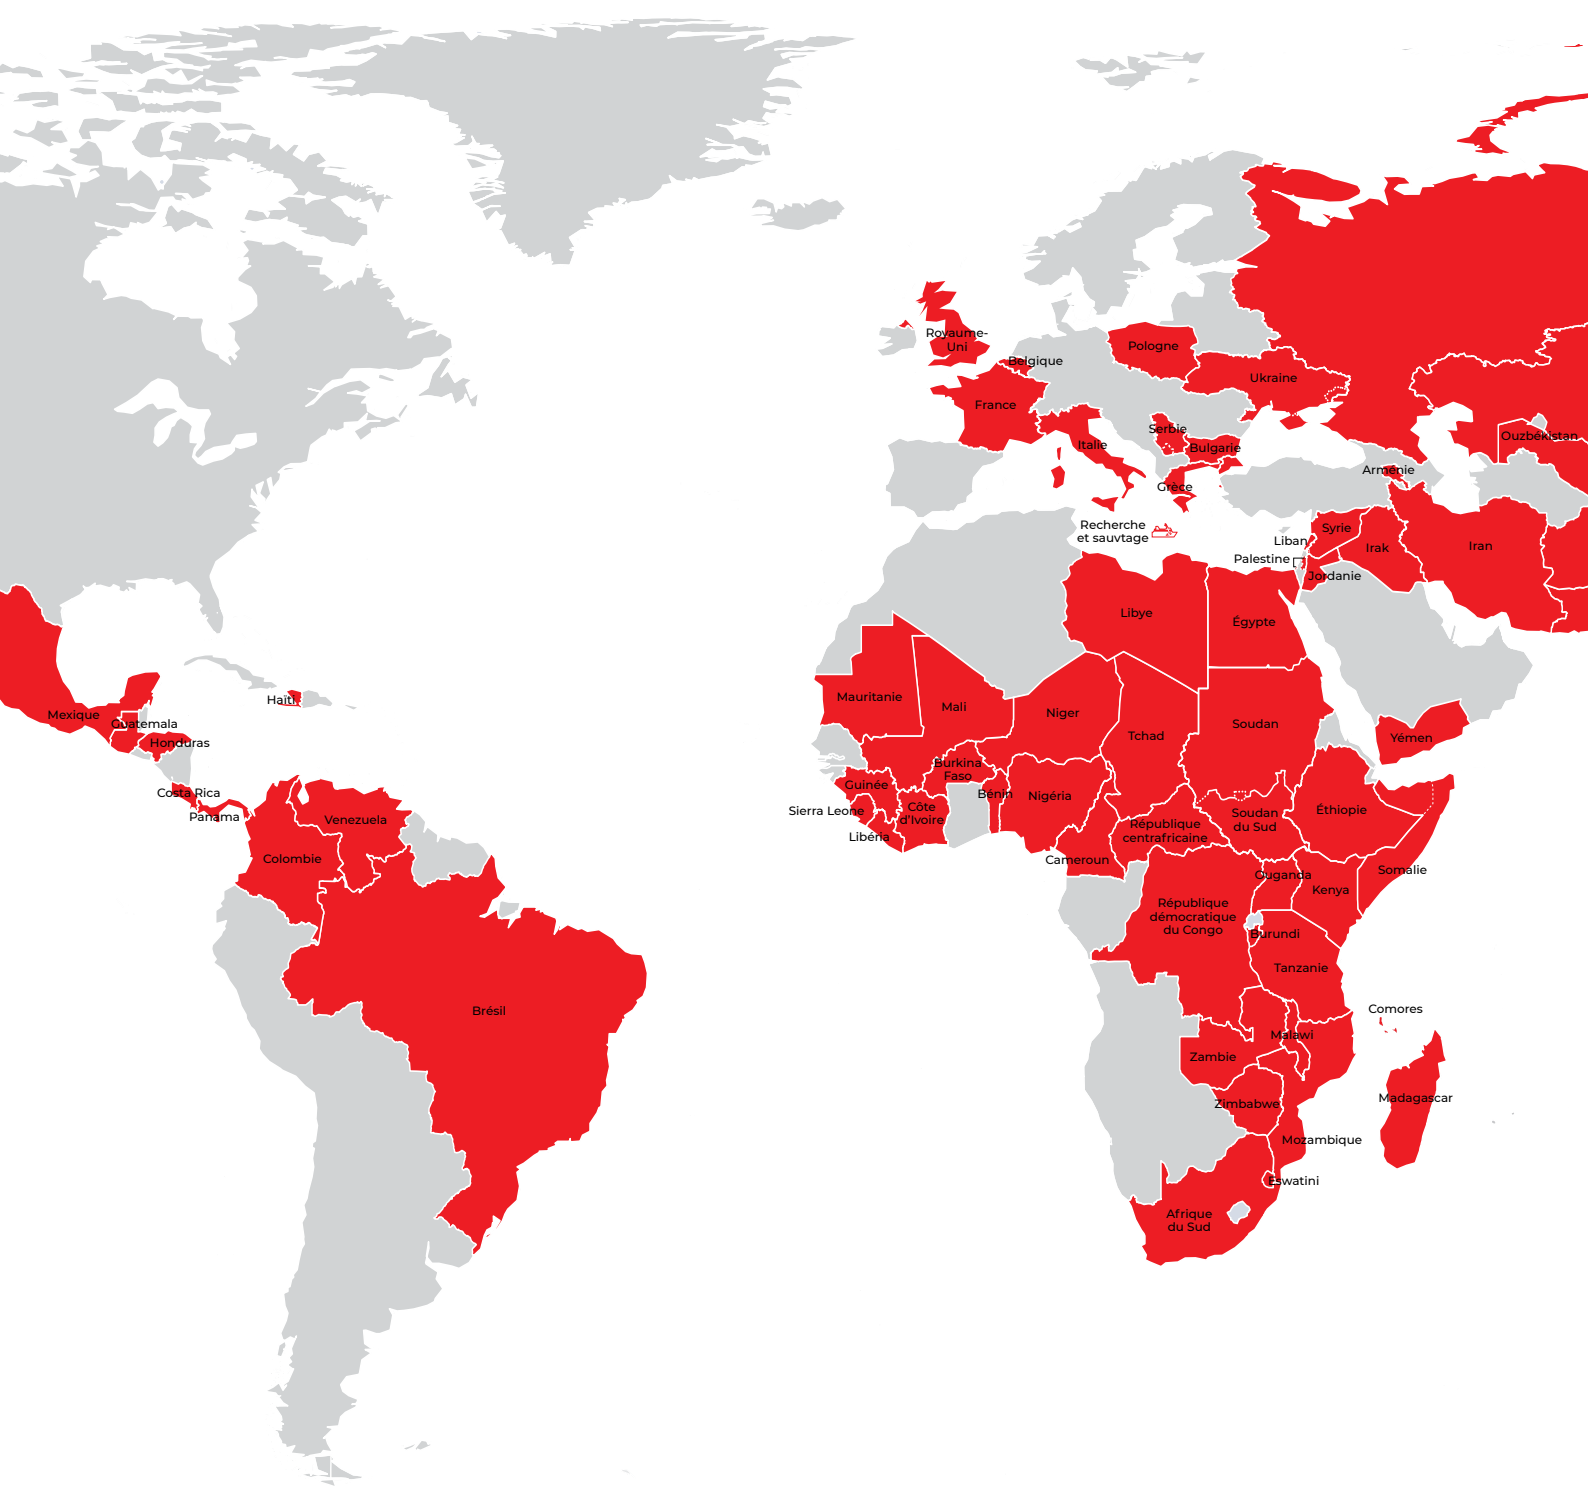 Royaume-
Uni
Belgique
Pologne
Ukraine
France
Serbie
Italie
Bulgarie
Ouzbékistan
Arménie
Grèce
Recherche
et sauvtage
Syrie
Liban
Irak
Iran
Palestine
Jordanie
Libye
Égypte
Mauritanie
Mali
Niger
Tchad
Soudan
Yémen
Haïti
Mexique
Guatemala
Honduras
Costa Rica
Panama
Venezuela
Colombie
Brésil
Burkina
Faso
Guinée
Bénin
Nigéria
Sierra Leone
Côte
d'Ivoire
Libéria
République
centrafricaine
Soudan
du Sud
Éthiopie
Cameroun
Somalie
Ouganda
Kenya
République
démocratique
du Congo
Burundi
Tanzanie
Comores
Malawi
Zambie
Madagascar
Zimbabwe
Mozambique
Eswatini
Afrique
du Sud